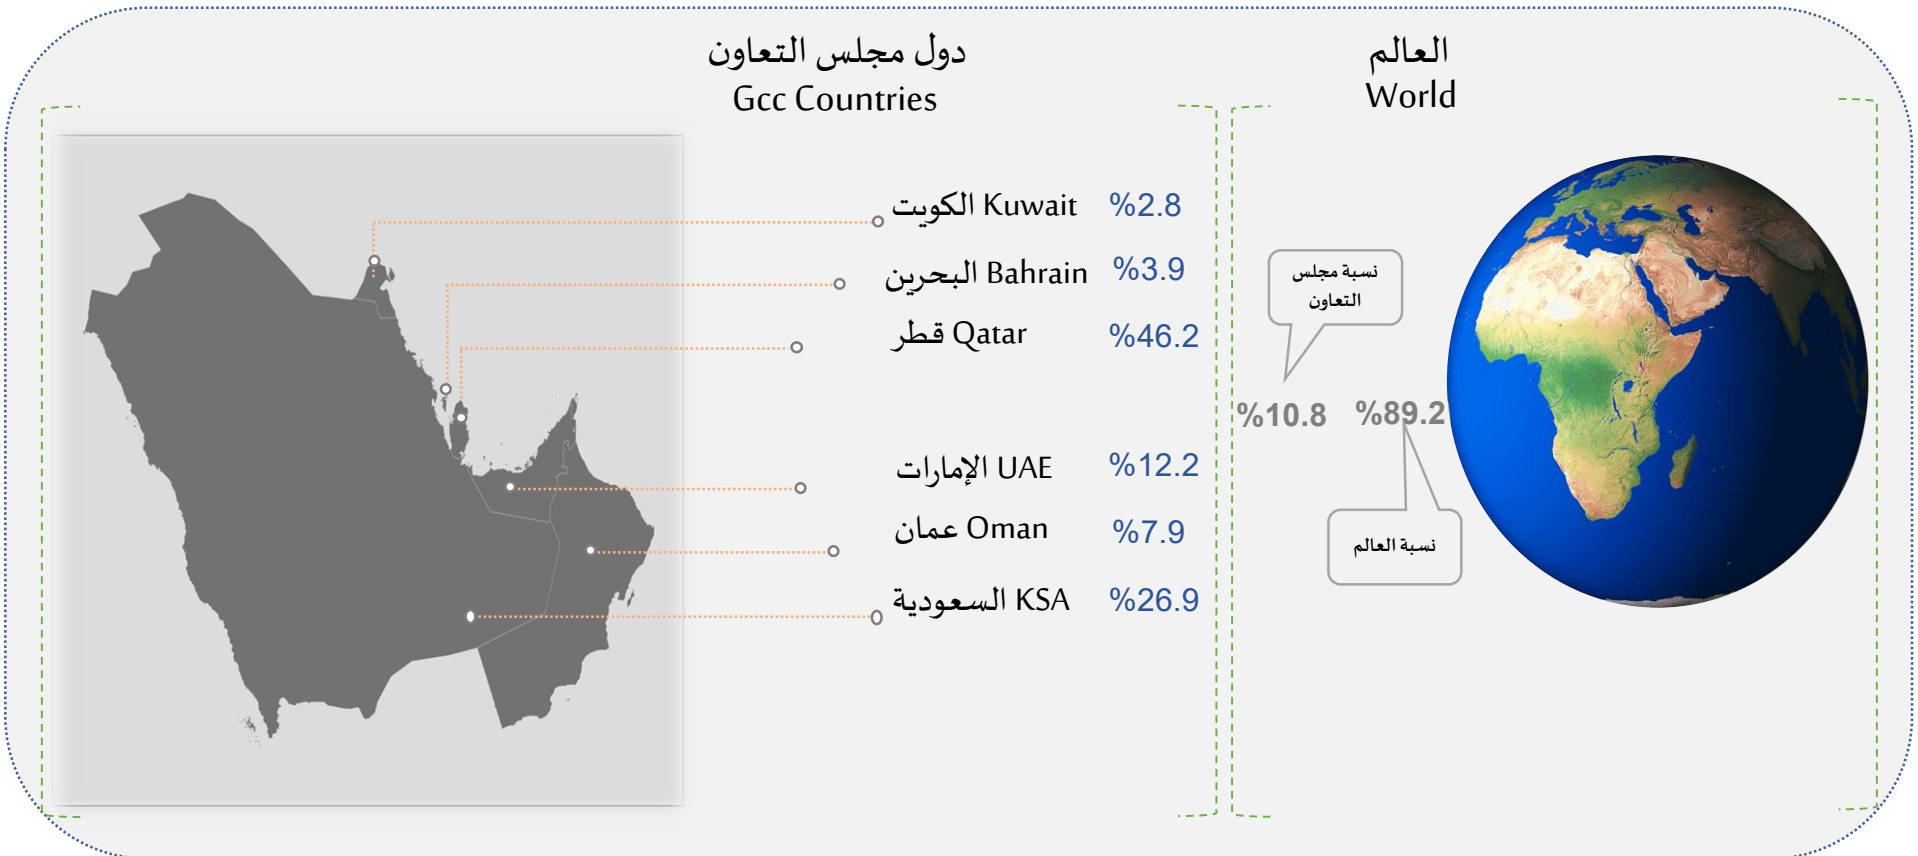 دول مجلس التعاون
Gcc Countries
الكويت Kuwait %2.8
البحرين Bahrain %3.9
قطر Qatar %46.2
الإمارات UAE %12.2
عمان Oman %7.9
السعودية KSA %26.9
العالم
World
نسبة مجلس
التعاون
%10.8 %89.2
نسبة العالم